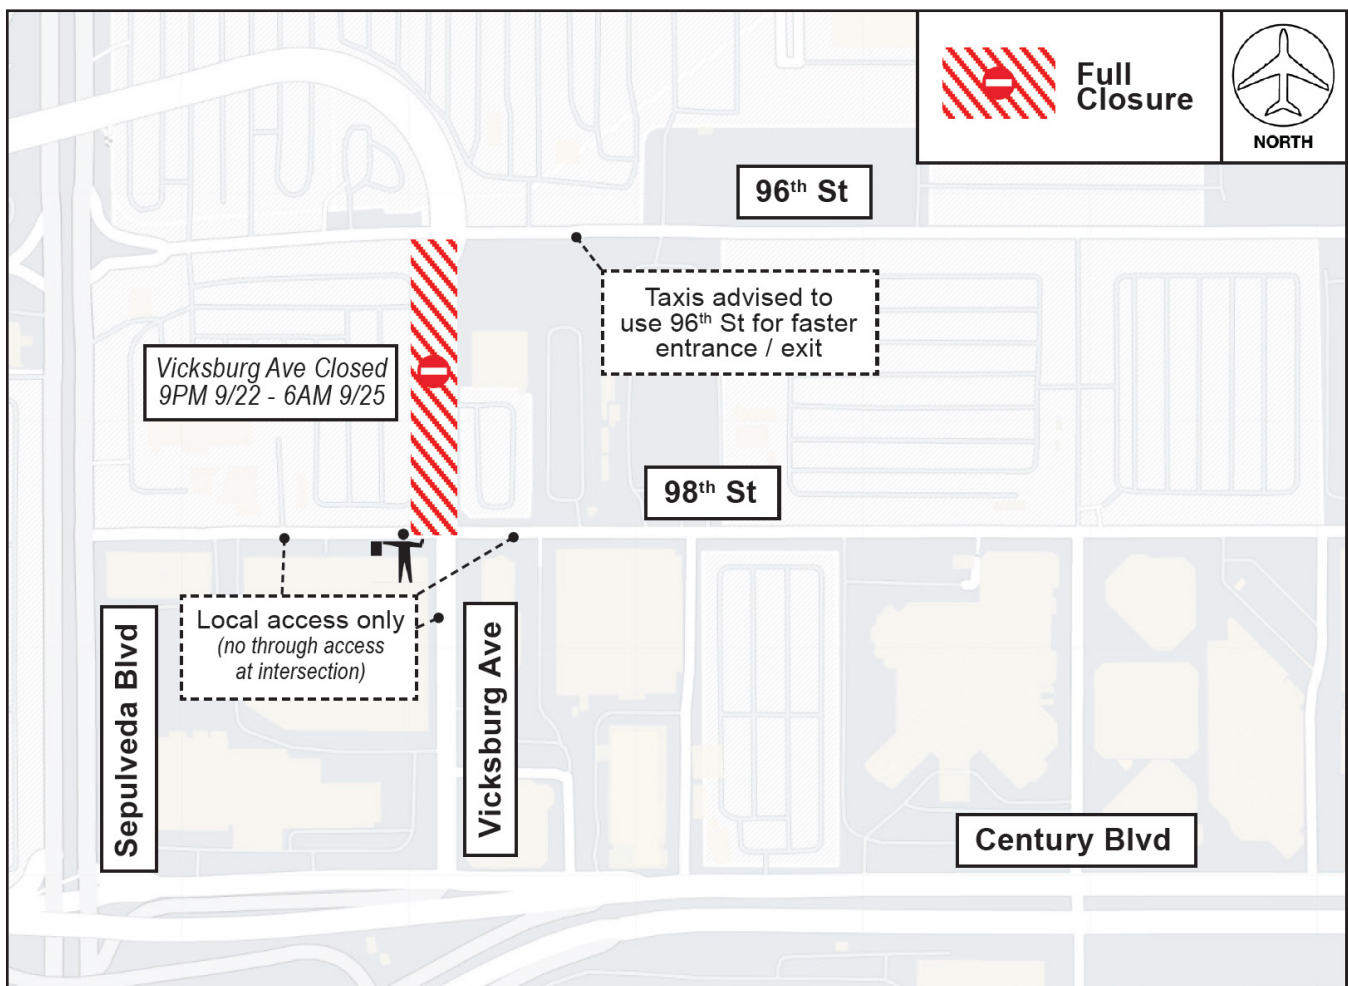 Full
Closure
NORTH
96th St
Taxis advised to
use 96th St for faster
entrance / exit
Vicksburg Ave Closed
9PM 9/22 - 6AM 9/25
98th St
Local access only
(no through access
at intersection)
Sepulveda Blvd
Vicksburg Ave
Century Blvd